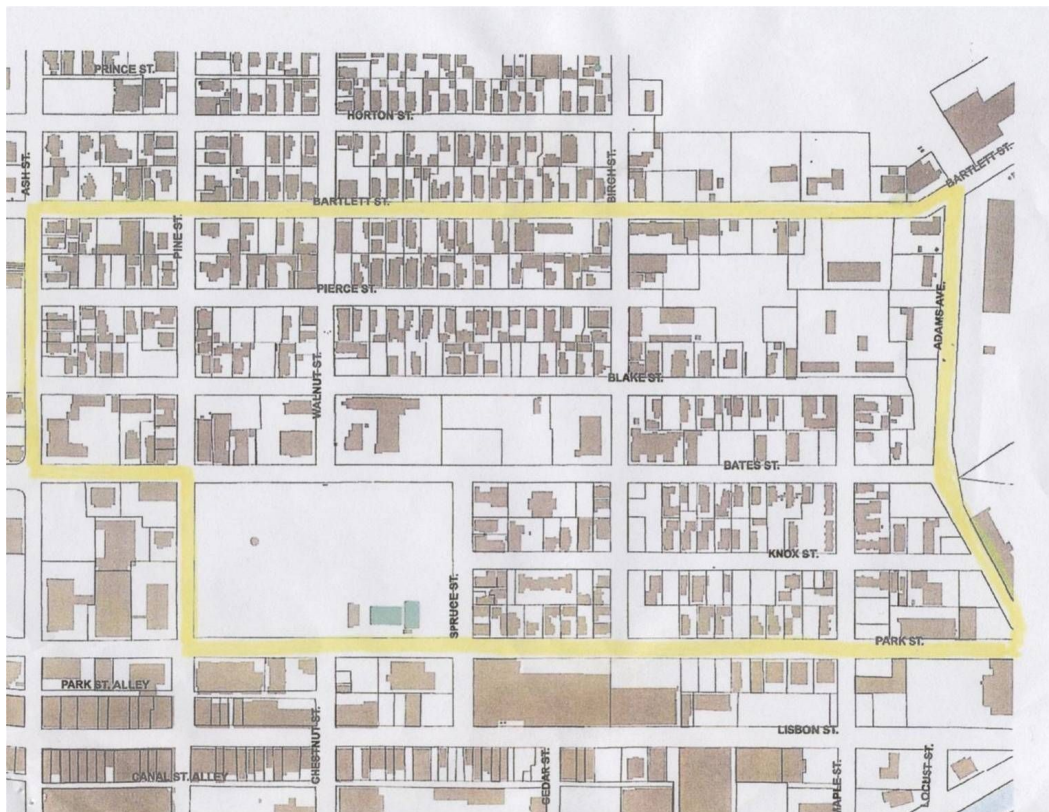 PRINCE ST.
HORTON ST.
ASH ST.
BARTLETT ST.
BIRCH ST.
BARTLETT ST.
PINE ST.
PIERCE ST.
ADAMS AVE.
WALNUT ST.
BLAKE ST.
BATES ST.
KNOX ST.
SPRUCE ST.
PARK ST.
PARK ST. ALLEY
CHESTNUT ST.
LISBON ST.
CANAL ST. ALLEY
CEDAR ST.
MAPLE ST.
LOCUST ST.